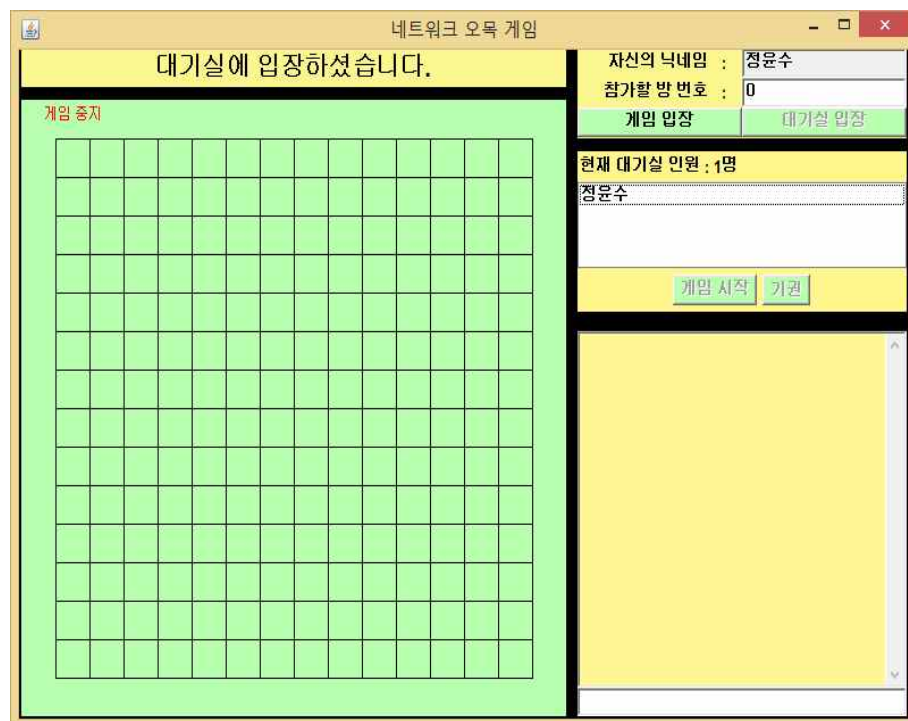 네트워크 오목 게임
대기실에 입장하셨습니다.
자신의 닉네임 : 정윤수
참가할 방 번호 : 0
게임 입장 대기실 입장
게임 중지
현재 대기실 인원 : 1명
정윤수
게임 시작 기권